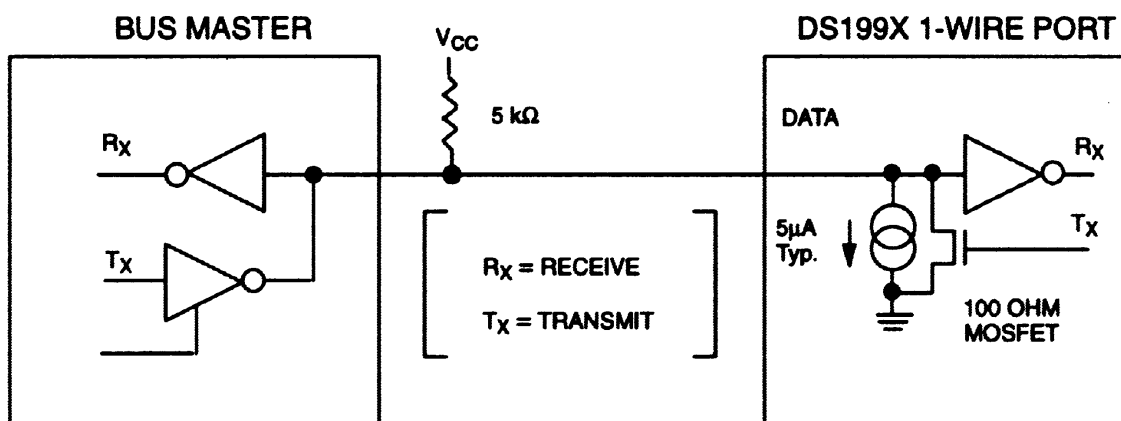 BUS MASTER
DS199X 1-WIRE PORT
VCC
5 kΩ
DATA
RX
RX
TX
TX
5µA
Typ.
RX = RECEIVE
TX = TRANSMIT
100 OHM
MOSFET